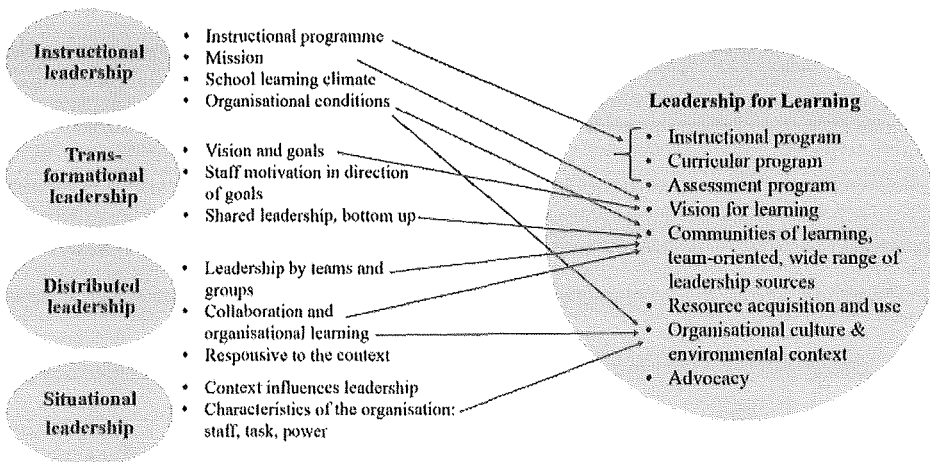 Instructional
leadership
• Instructional programme
• Mission
• School learning climate
• Organisational conditions
Trans-
formational
leadership
• Vision and goals
• Staff motivation in direction
of goals
• Shared leadership, bottom up
Distributed
leadership
• Leadership by teams and
groups
• Collaboration and
organisational learning
• Responsive to the context
Situational
leadership
• Context influences leadership
• Characteristics of the organisation:
staff, task, power
Leadership for Learning
• Instructional program
• Curricular program
• Assessment program
• Vision for learning
• Communities of learning,
team-oriented, wide range of
leadership sources
• Resource acquisition and use
• Organisational culture &
environmental context
• Advocacy